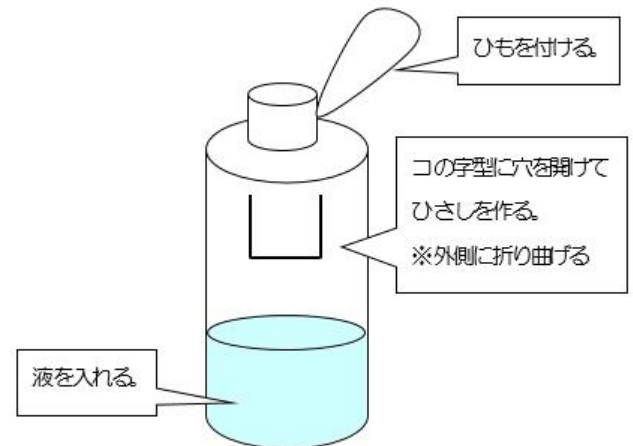 ひもを付ける。
コの字型に穴を開けて
ひさしを作る。
※外側に折り曲げる
液を入れる。